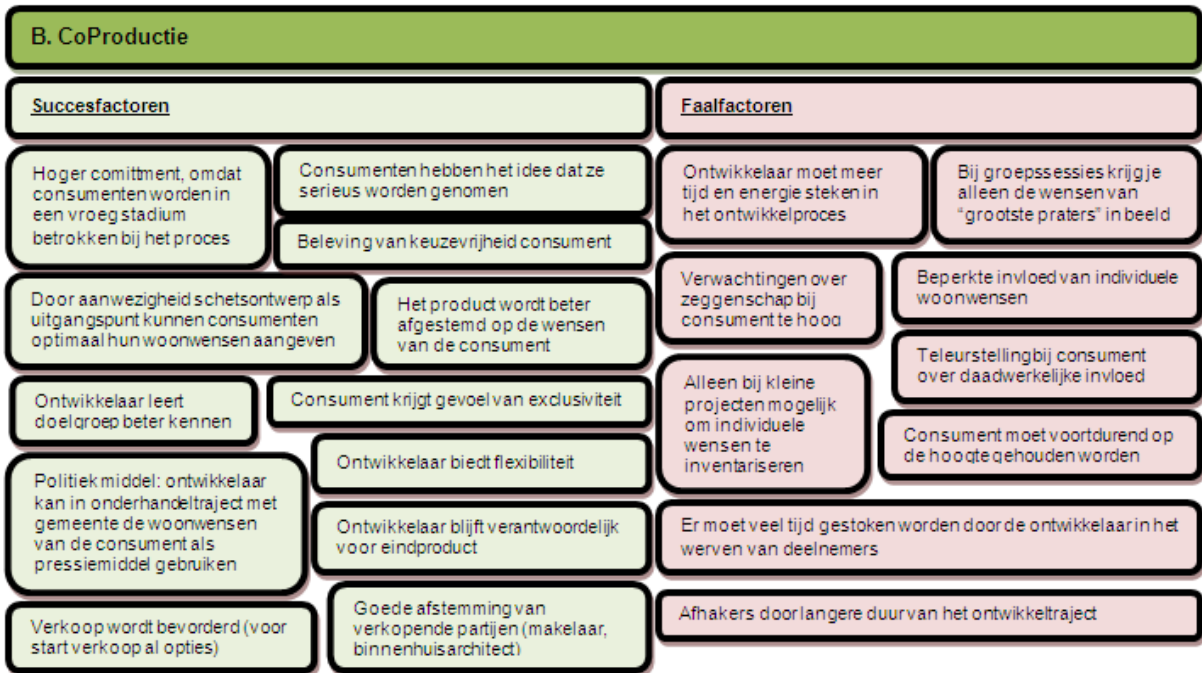 B. CoProductie
Succesfactoren
Hoger comittment, omdat
consumenten worden in
een vroeg stadium
betrokken bij het proces
Consumenten hebben het idee dat ze
serieus worden genomen
Beleving van keuzevrijheid consument
Door aanwezigheid schetsontwerp als
uitgangspunt kunnen consumenten
optimaal hun woonwensen aangeven
Het product wordt beter
afgestemd op de wensen
van de consument
Ontwikkelaar leert
doelgroep beter kennen
Consument krijgt gevoel van exclusiviteit
Ontwikkelaar biedt flexibiliteit
Politiek middel: ontwikkelaar
kan in onderhandeltraject met
gemeente de woonwensen
van de consument als
pressiemiddel gebruiken
Ontwikkelaar blijft verantwoordelijk
voor eindproduct
Verkoop wordt bevorderd (voor
start verkoop al opties)
Goede afstemming van
verkopende partijen (makelaar,
binnenhuisarchitect)
Faalfactoren
Ontwikkelaar moet meer
tijd en energie steken in
het ontwikkelproces
Bij groepssessies krijg je
alleen de wensen van
“grootste praters” in beeld
Verwachtingen over
zeggenschap bij
consument te hoog
Beperkte invloed van individuele
woonwensen
Teleurstelling bij consument
over daadwerkelijke invloed
Alleen bij kleine
projecten mogelijk
om individuele
wensen te
inventariseren
Consument moet voortdurend op
de hoogte gehouden worden
Er moet veel tijd gestoken worden door de ontwikkelaar in het
werven van deelnemers
Afhakers door langere duur van het ontwikkeltraject